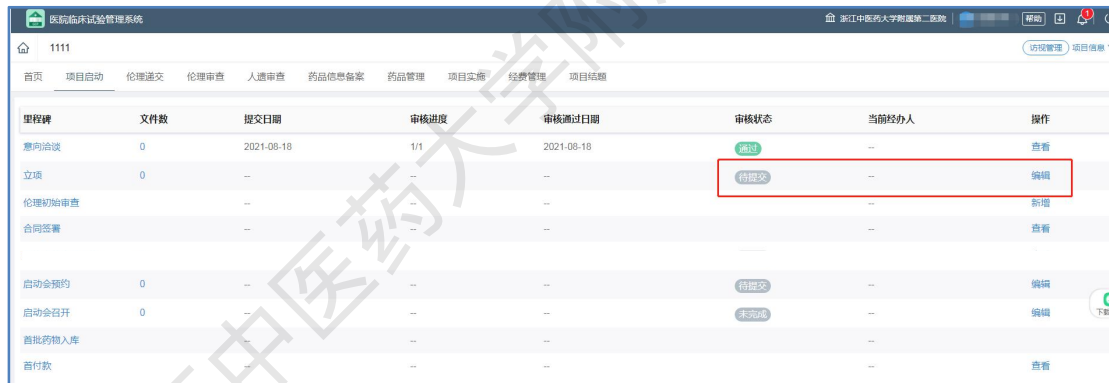 医院临床试验管理系统 浙江中医药大学附属第二医院 帮助 1
1111 访视管理 项目信息
首页 项目启动 伦理递交 伦理审查 人遗审查 药品信息备案 药品管理 项目实施 经费管理 项目结题
里程碑 文件数 提交日期 审核进度 审核通过日期 审核状态 当前经办人 操作
意向洽谈 0 2021-08-18 1/1 2021-08-18 通过 -- 查看
立项 0 -- -- -- 待提交 -- 编辑
伦理初始审查 -- -- -- -- 新增
合同签署 -- -- -- -- 查看
启动会预约 0 -- -- -- 待提交 -- 编辑
启动会召开 0 -- -- -- 未完成 -- 编辑
下载
首批药物入库 -- -- -- --
首付款 -- -- -- -- 查看
中医药大学附